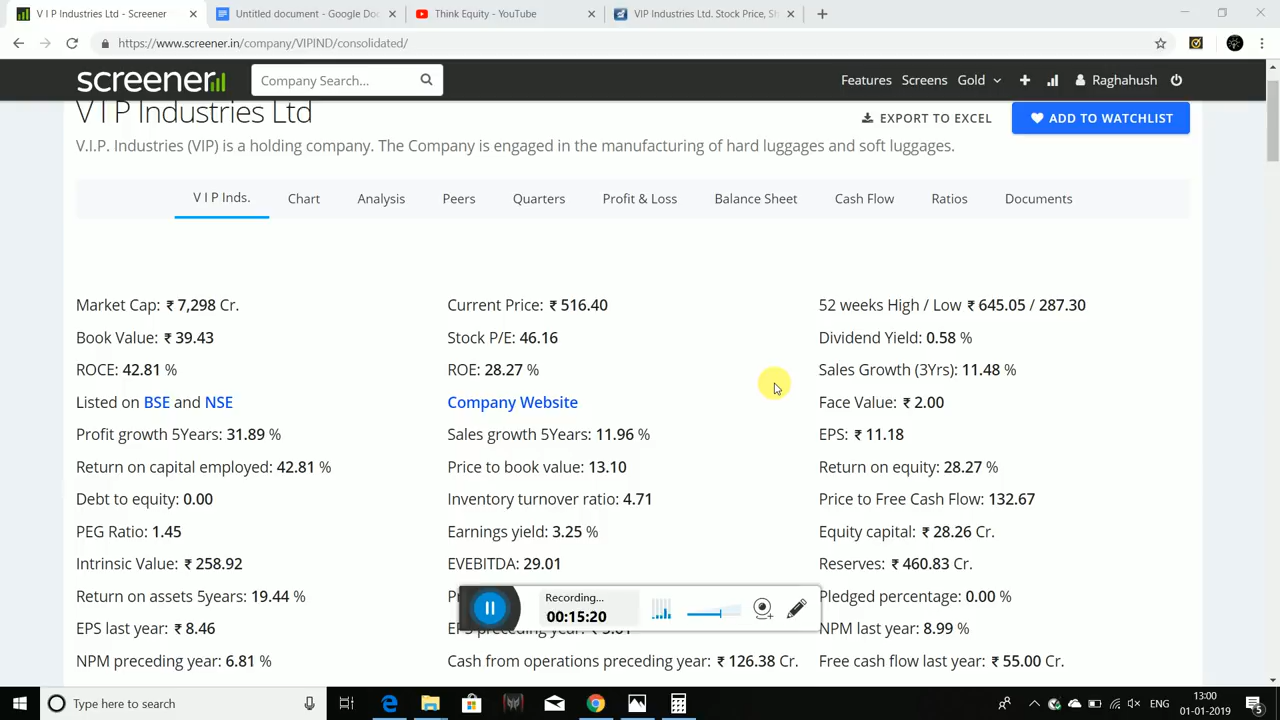 V I P Industries Ltd - Screener
Untitled document - Google Doc
Think Equity - YouTube
VIP Industries Ltd. Stock Price, Sh
https://www.screener.in/company/VIPIND/consolidated/
screener
Company Search...
Features
Screens
Gold
Raghahush
V I P Industries Ltd
EXPORT TO EXCEL
ADD TO WATCHLIST
V.I.P. Industries (VIP) is a holding company. The Company is engaged in the manufacturing of hard luggages and soft luggages.
V I P Inds.
Chart
Analysis
Peers
Quarters
Profit & Loss
Balance Sheet
Cash Flow
Ratios
Documents
Market Cap: ₹ 7,298 Cr.
Current Price: ₹ 516.40
52 weeks High / Low ₹ 645.05 / 287.30
Book Value: ₹ 39.43
Stock P/E: 46.16
Dividend Yield: 0.58 %
ROCE: 42.81 %
ROE: 28.27 %
Sales Growth (3Yrs): 11.48 %
Listed on BSE and NSE
Company Website
Face Value: ₹ 2.00
Profit growth 5Years: 31.89 %
Sales growth 5Years: 11.96 %
EPS: ₹ 11.18
Return on capital employed: 42.81 %
Price to book value: 13.10
Return on equity: 28.27 %
Debt to equity: 0.00
Inventory turnover ratio: 4.71
Price to Free Cash Flow: 132.67
PEG Ratio: 1.45
Earnings yield: 3.25 %
Equity capital: ₹ 28.26 Cr.
Intrinsic Value: ₹ 258.92
EVEBITDA: 29.01
Reserves: ₹ 460.83 Cr.
Return on assets 5years: 19.44 %
Recording...
00:15:20
Pledged percentage: 0.00 %
EPS last year: ₹ 8.46
EPS preceding year:
NPM last year: 8.99 %
NPM preceding year: 6.81 %
Cash from operations preceding year: ₹ 126.38 Cr.
Free cash flow last year: ₹ 55.00 Cr.
Type here to search
ENG
13:00
01-01-2019
5